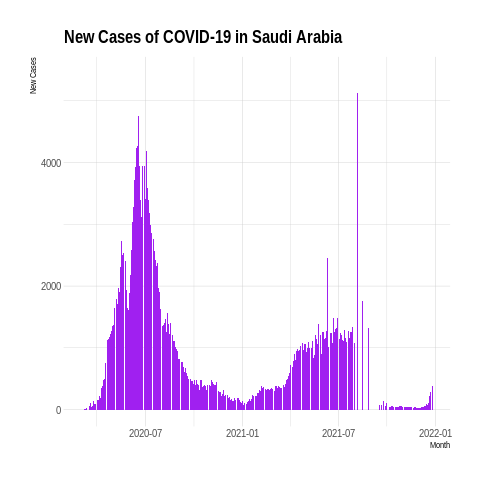 New Cases of COVID-19 in Saudi Arabia
New Cases
4000
2000
0
2020-07 2021-01 2021-07 2022-01
Month